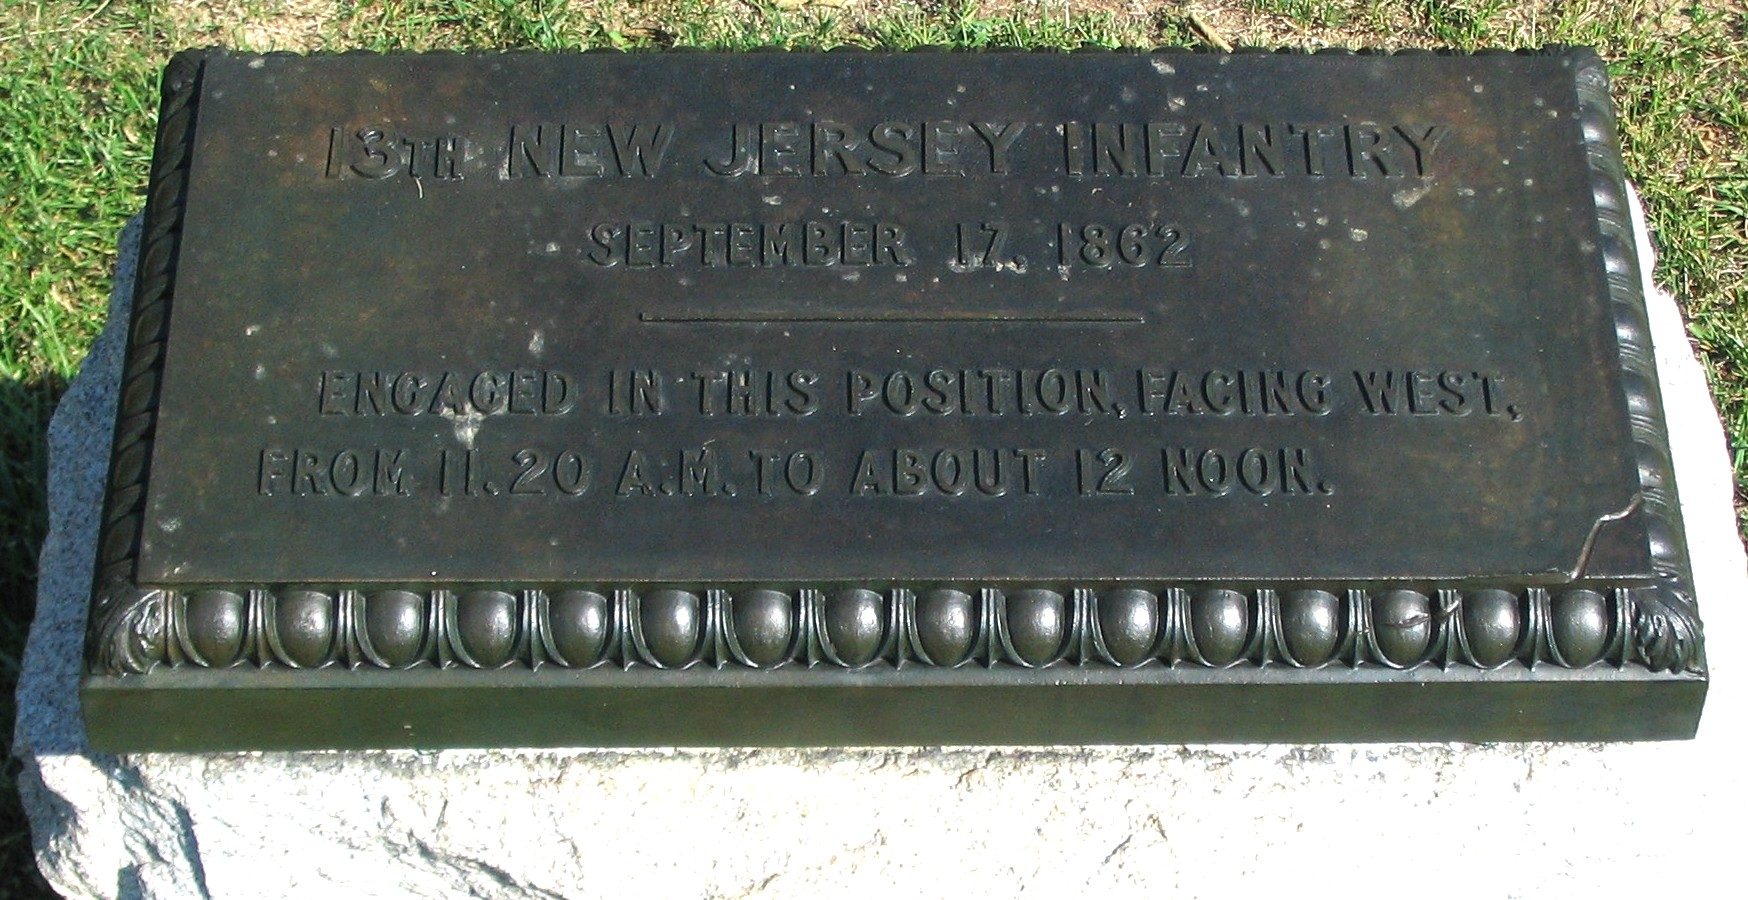 13TH NEW JERSEY INFANTRY
SEPTEMBER 17, 1862
ENGAGED IN THIS POSITION, FACING WEST,
FROM 11.20 A.M. TO ABOUT 12 NOON.